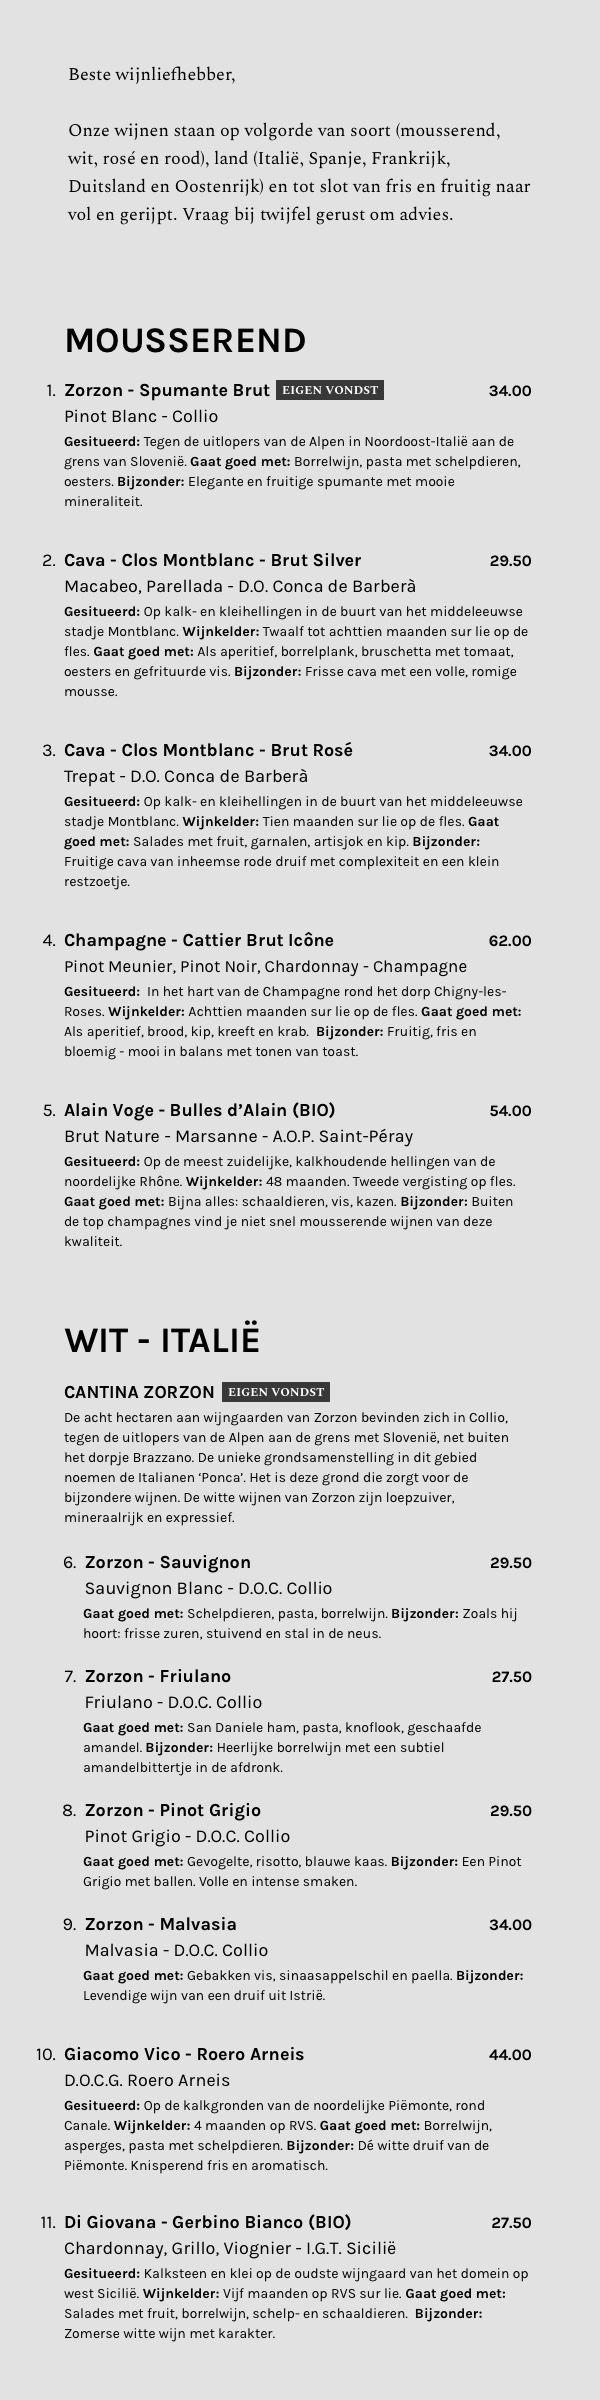 Beste wijnliefhebber,
Onze wijnen staan op volgorde van soort (mousserend,
wit, rosé en rood), land (Italië, Spanje, Frankrijk,
Duitsland en Oostenrijk) en tot slot van fris en fruitig naar
vol en gerijpt. Vraag bij twijfel gerust om advies.
MOUSSEREND
1. Zorzon - Spumante Brut EIGEN VONDST 34.00
Pinot Blanc - Collio
Gesitueerd: Tegen de uitlopers van de Alpen in Noordoost-Italië aan de
grens van Slovenië. Gaat goed met: Borrelwijn, pasta met schelpdieren,
oesters. Bijzonder: Elegante en fruitige spumante met mooie
mineraliteit.
2. Cava - Clos Montblanc - Brut Silver 29.50
Macabeo, Parellada - D.O. Conca de Barberà
Gesitueerd: Op kalk- en kleihellingen in de buurt van het middeleeuwse
stadje Montblanc. Wijnkelder: Twaalf tot achttien maanden sur lie op de
fles. Gaat goed met: Als aperitief, borrelplank, bruschetta met tomaat,
oesters en gefrituurde vis. Bijzonder: Frisse cava met een volle, romige
mousse.
3. Cava - Clos Montblanc - Brut Rosé 34.00
Trepat - D.O. Conca de Barberà
Gesitueerd: Op kalk- en kleihellingen in de buurt van het middeleeuwse
stadje Montblanc. Wijnkelder: Tien maanden sur lie op de fles. Gaat
goed met: Salades met fruit, garnalen, artisjok en kip. Bijzonder:
Fruitige cava van inheemse rode druif met complexiteit en een klein
restzoetje.
4. Champagne - Cattier Brut Icône 62.00
Pinot Meunier, Pinot Noir, Chardonnay - Champagne
Gesitueerd: In het hart van de Champagne rond het dorp Chigny-les-
Roses. Wijnkelder: Achttien maanden sur lie op de fles. Gaat goed met:
Als aperitief, brood, kip, kreeft en krab. Bijzonder: Fruitig, fris en
bloemig - mooi in balans met tonen van toast.
5. Alain Voge - Bulles d’Alain (BIO) 54.00
Brut Nature - Marsanne - A.O.P. Saint-Péray
Gesitueerd: Op de meest zuidelijke, kalkhoudende hellingen van de
noordelijke Rhône. Wijnkelder: 48 maanden. Tweede vergisting op fles.
Gaat goed met: Bijna alles: schaaldieren, vis, kazen. Bijzonder: Buiten
de top champagnes vind je niet snel mousserende wijnen van deze
kwaliteit.
WIT - ITALIË
CANTINA ZORZON EIGEN VONDST
De acht hectaren aan wijngaarden van Zorzon bevinden zich in Collio,
tegen de uitlopers van de Alpen aan de grens met Slovenië, net buiten
het dorpje Brazzano. De unieke grondsamenstelling in dit gebied
noemen de Italianen ‘Ponca’. Het is deze grond die zorgt voor de
bijzondere wijnen. De witte wijnen van Zorzon zijn loepzuiver,
mineraalrijk en expressief.
6. Zorzon - Sauvignon 29.50
Sauvignon Blanc - D.O.C. Collio
Gaat goed met: Schelpdieren, pasta, borrelwijn. Bijzonder: Zoals hij
hoort: frisse zuren, stuivend en stal in de neus.
7. Zorzon - Friulano 27.50
Friulano - D.O.C. Collio
Gaat goed met: San Daniele ham, pasta, knoflook, geschaafde
amandel. Bijzonder: Heerlijke borrelwijn met een subtiel
amandelbittertje in de afdronk.
8. Zorzon - Pinot Grigio 29.50
Pinot Grigio - D.O.C. Collio
Gaat goed met: Gevogelte, risotto, blauwe kaas. Bijzonder: Een Pinot
Grigio met ballen. Volle en intense smaken.
9. Zorzon - Malvasia 34.00
Malvasia - D.O.C. Collio
Gaat goed met: Gebakken vis, sinaasappelschil en paella. Bijzonder:
Levendige wijn van een druif uit Istrië.
10. Giacomo Vico - Roero Arneis 44.00
D.O.C.G. Roero Arneis
Gesitueerd: Op de kalkgronden van de noordelijke Piëmonte, rond
Canale. Wijnkelder: 4 maanden op RVS. Gaat goed met: Borrelwijn,
asperges, pasta met schelpdieren. Bijzonder: Dé witte druif van de
Piëmonte. Knisperend fris en aromatisch.
11. Di Giovana - Gerbino Bianco (BIO) 27.50
Chardonnay, Grillo, Viognier - I.G.T. Sicilië
Gesitueerd: Kalksteen en klei op de oudste wijngaard van het domein op
west Sicilië. Wijnkelder: Vijf maanden op RVS sur lie. Gaat goed met:
Salades met fruit, borrelwijn, schelp- en schaaldieren. Bijzonder:
Zomerse witte wijn met karakter.